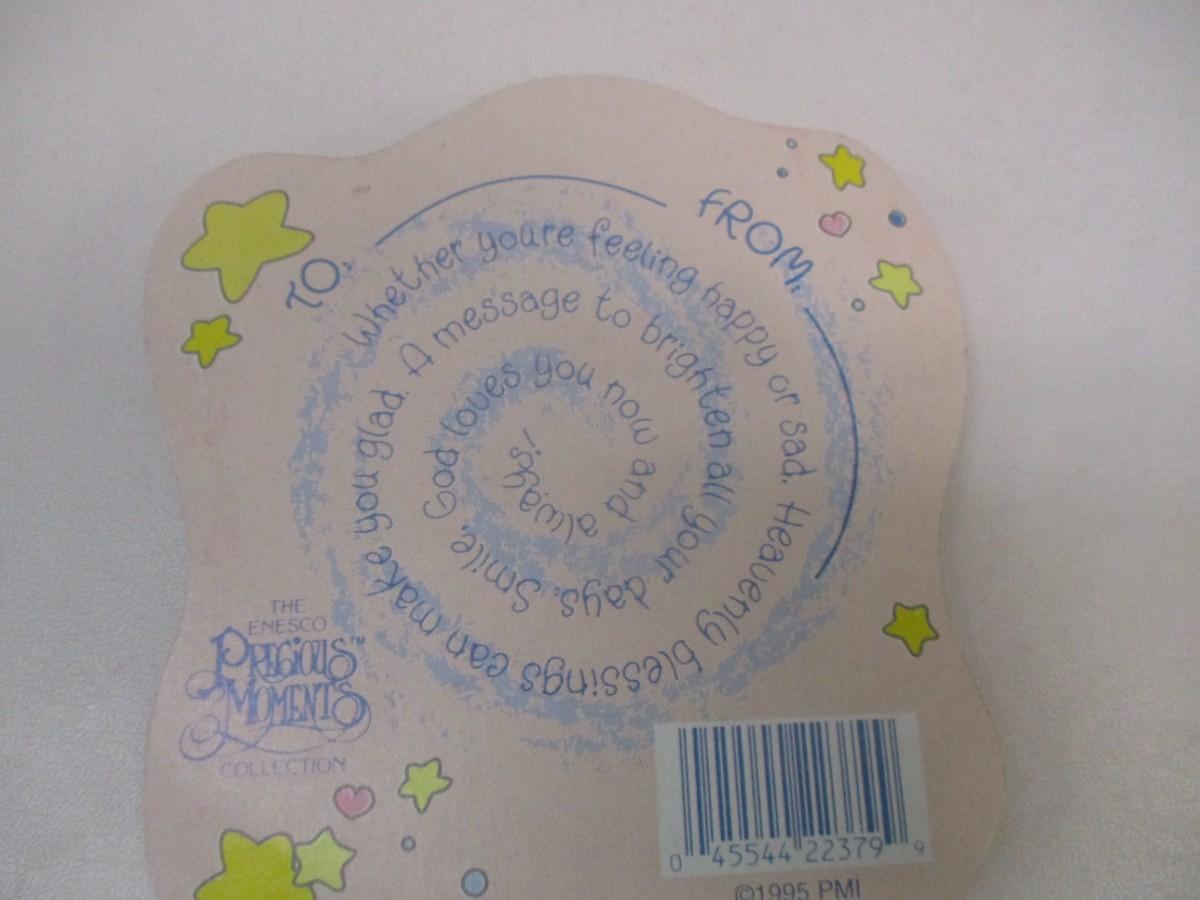 TO:
FROM:
Whether youre feeling happy or sad. Heavenly blessings can make you glad. A message to brighten all your days. Smile, God loves you now and always!
THE
ENESCO
PRECIOUS™
MOMENTS
COLLECTION
0 45544 22379 9
©1995 PMI